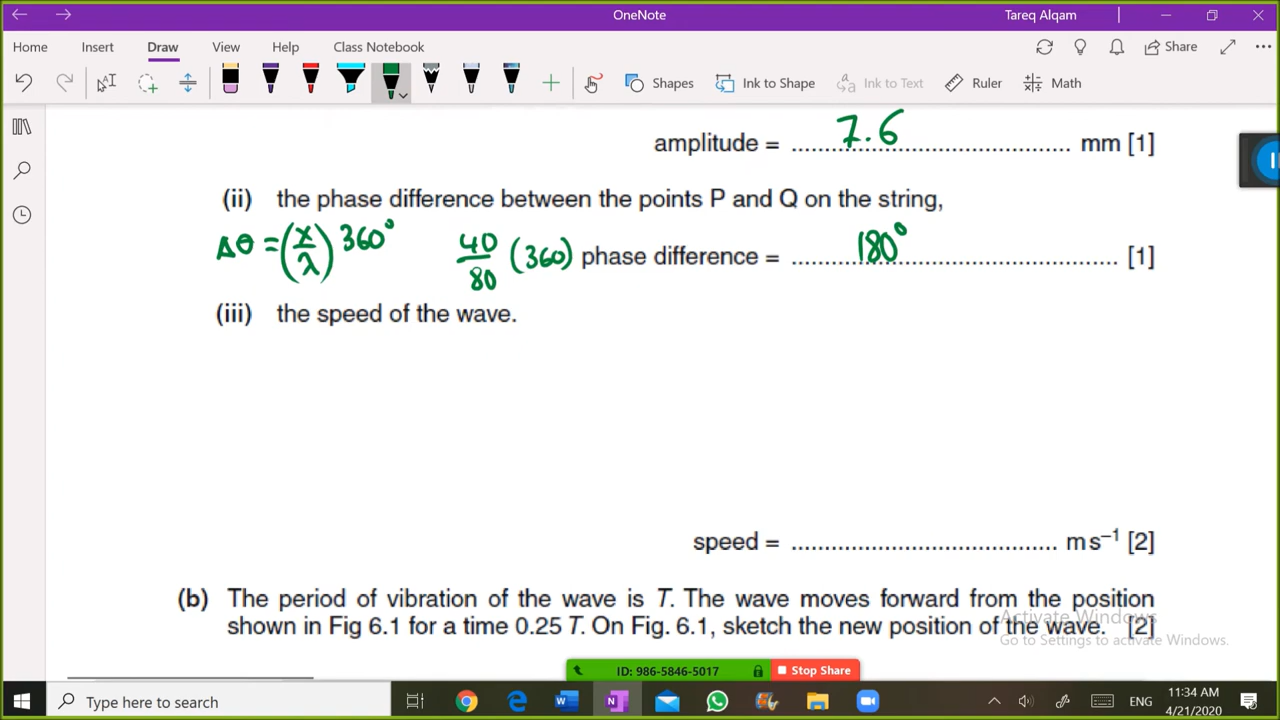 OneNote
Tareq Alqam
Home Insert Draw View Help Class Notebook
Share
Shapes Ink to Shape Ink to Text Ruler Math
amplitude = 7.6 mm [1]
(ii) the phase difference between the points P and Q on the string,
Δθ = (x/λ) 360° 40/80 (360) phase difference = 180° [1]
(iii) the speed of the wave.
speed = .......................................... m s⁻¹ [2]
(b) The period of vibration of the wave is T. The wave moves forward from the position
shown in Fig 6.1 for a time 0.25 T. On Fig. 6.1, sketch the new position of the wave. [2]
Activate Windows
Go to Settings to activate Windows.
ID: 986-5846-5017 Stop Share
Type here to search
ENG
11:34 AM
4/21/2020